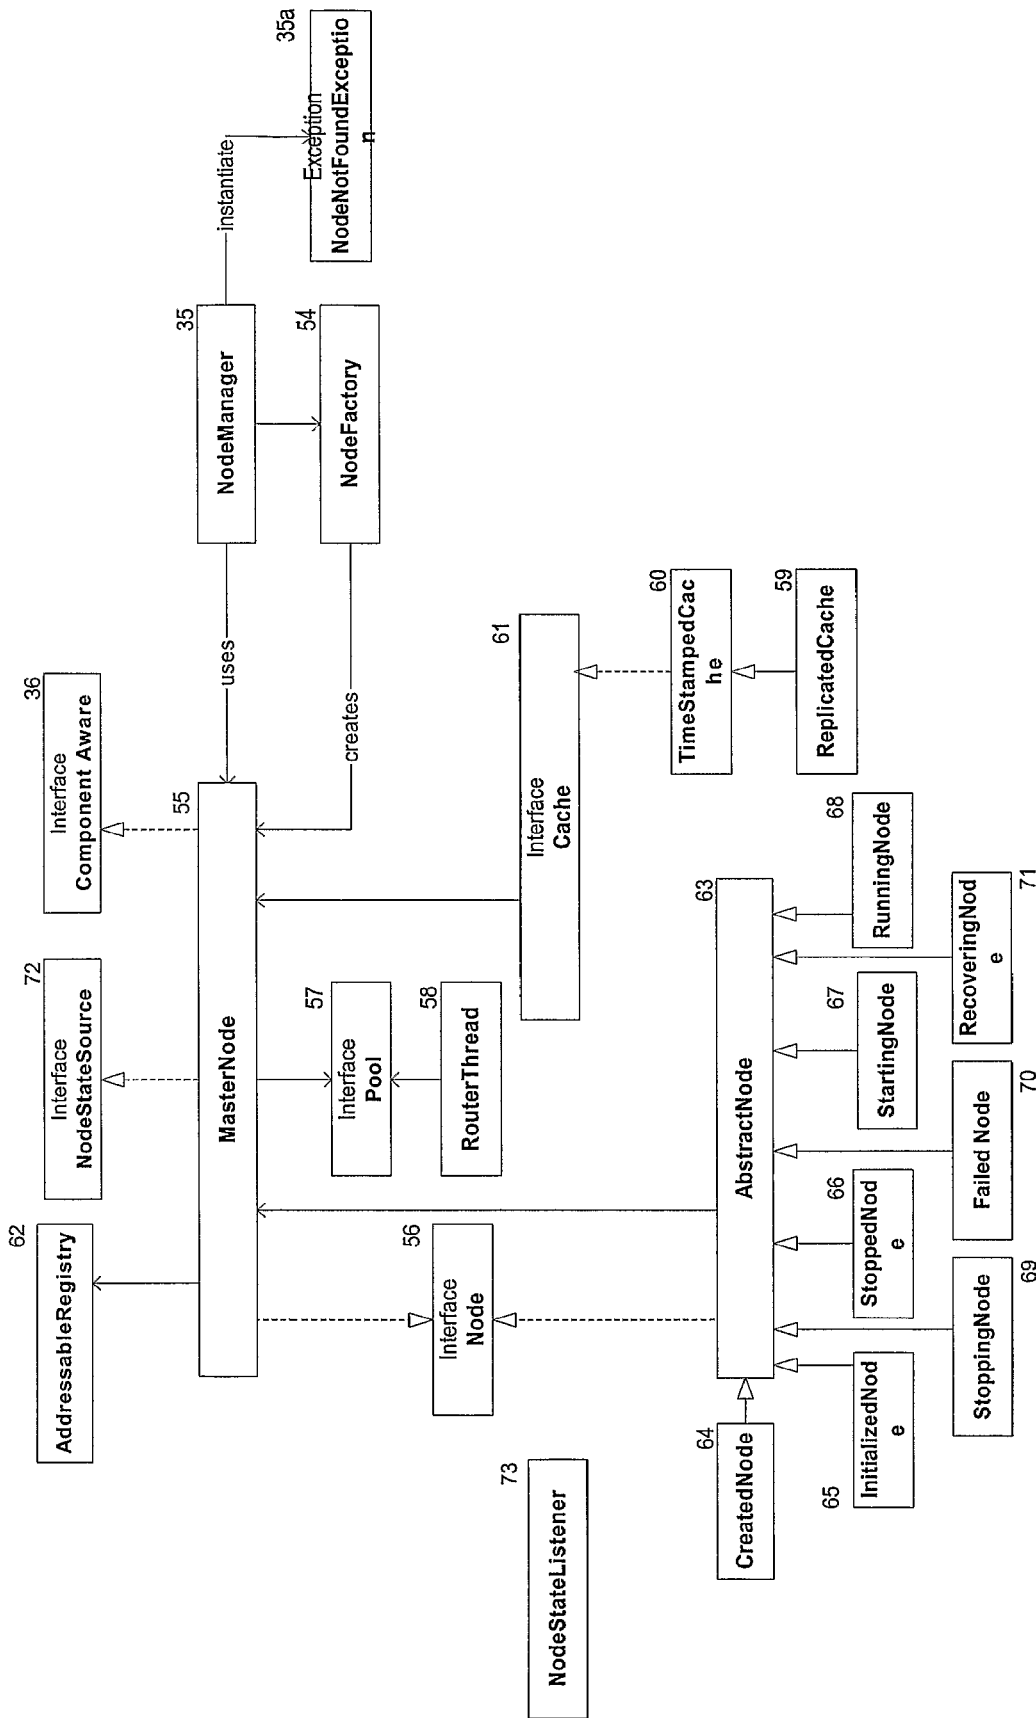 62
AddressableRegistry
72
Interface
NodeStateSource
36
Interface
Component Aware
MasterNode
55
uses
35
NodeManager
instantiate
35a
Exception
NodeNotFoundExceptio
n
creates
54
NodeFactory
73
NodeStateListener
56
Interface
Node
57
Interface
Pool
58
RouterThread
61
Interface
Cache
60
TimeStampedCac
he
59
ReplicatedCache
64
CreatedNode
AbstractNode
63
65
InitializedNod
e
66
StoppedNod
e
67
StartingNode
68
RunningNode
StoppingNode
69
Failed Node
70
RecoveringNod
e
71